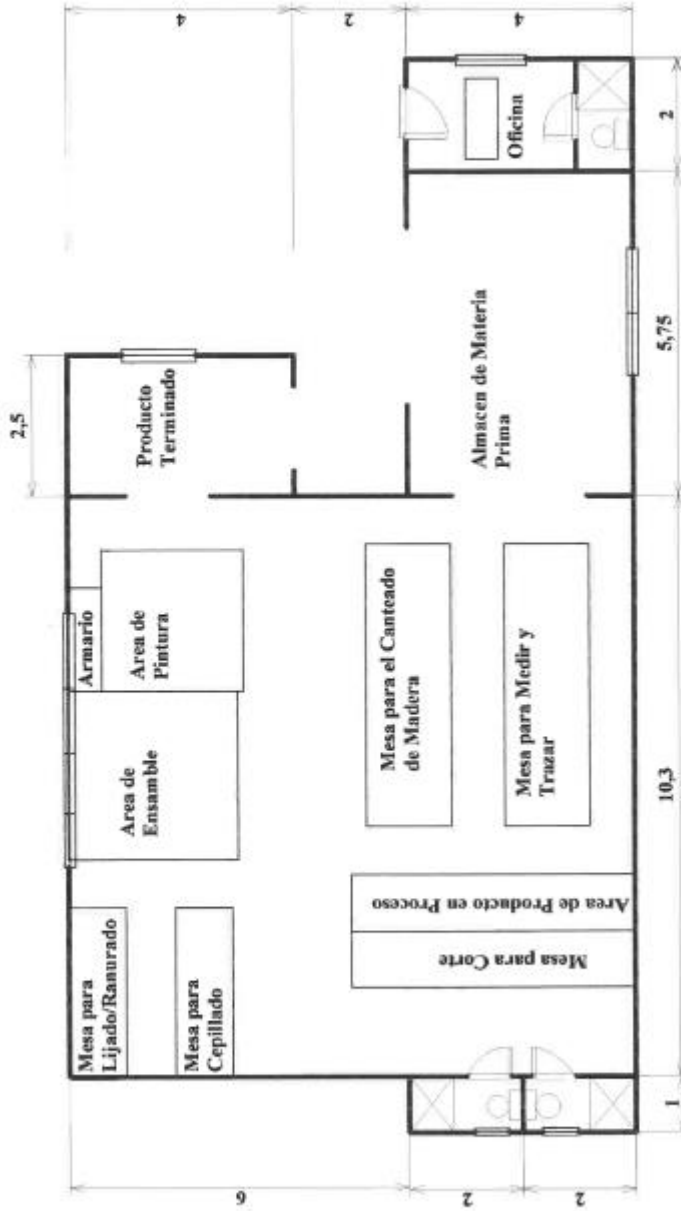 2,5
4
2
4
Armario
Area de
Pintura
Producto
Terminado
Area de
Ensamble
Mesa para
Lijado/Ranurado
Mesa para
Cepillado
Mesa para el Canteado
de Madera
Mesa para Medir y
Trazar
Almacen de Materia
Prima
Oficina
Mesa para Corte
Area de Producto en Proceso
6
2
2
1
10,3
5,75
2